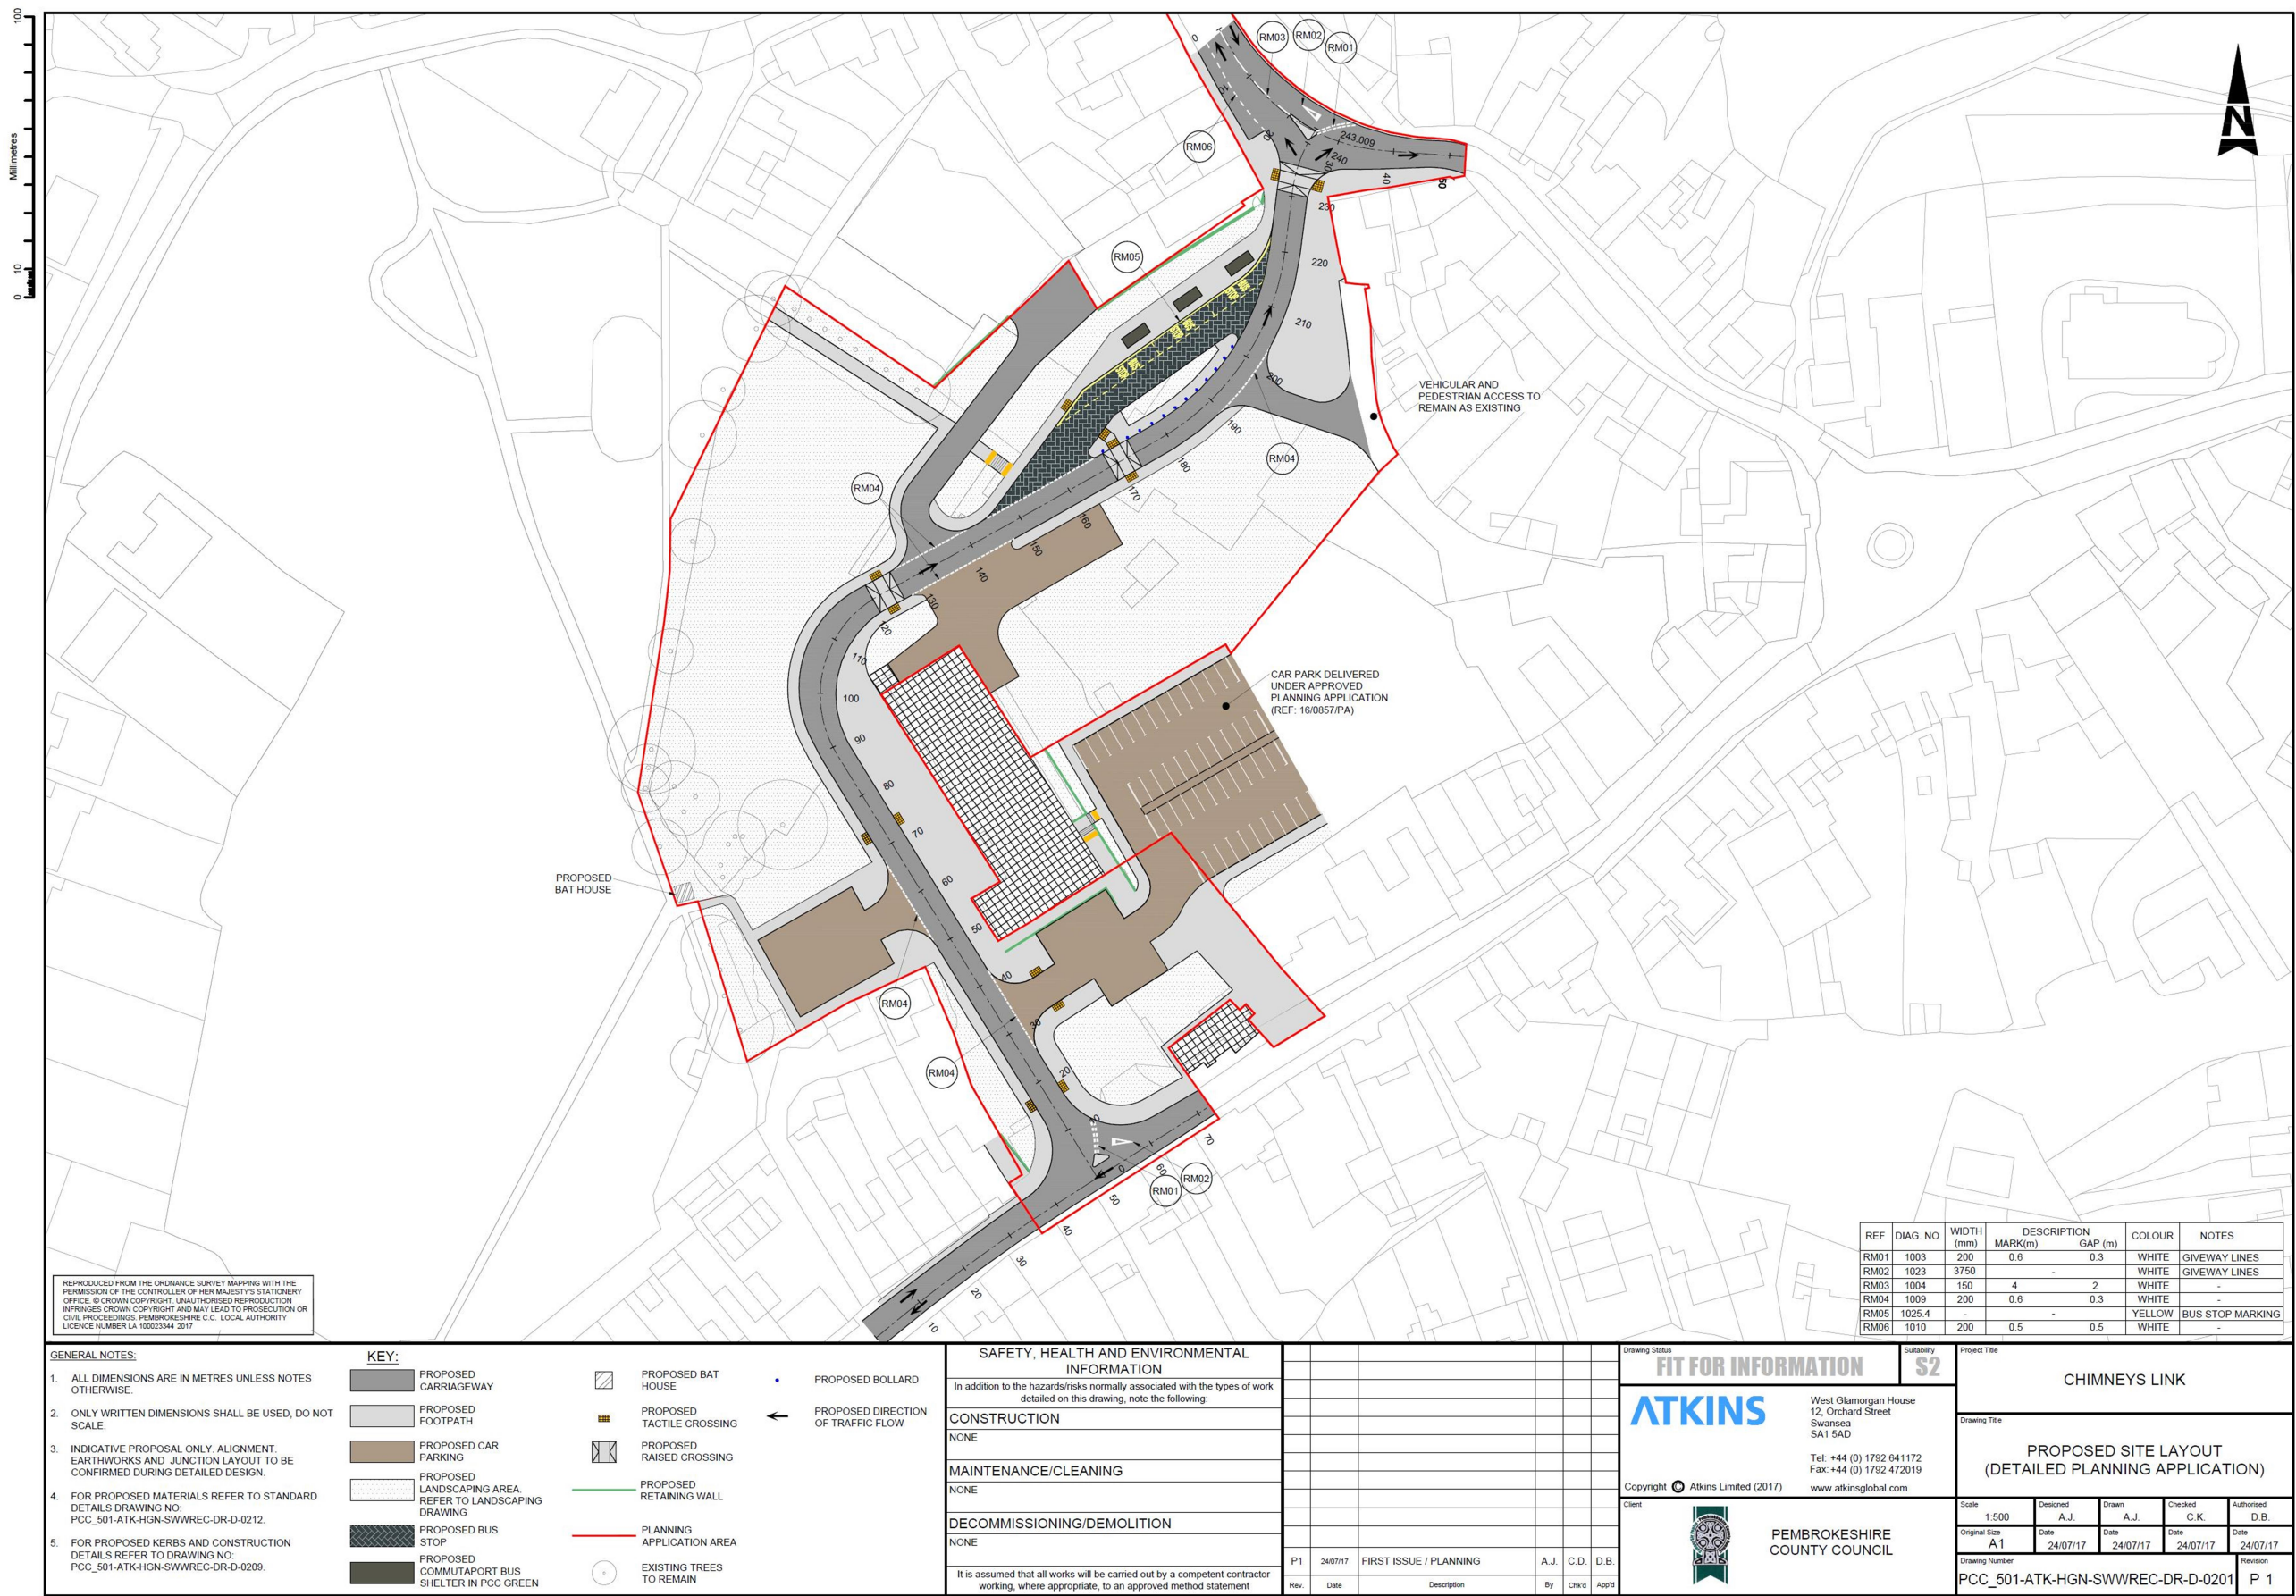 100
Millimetres
10
0
N
RM03
RM02
RM01
RM06
RM05
0
10
20
243.009
240
30
40
50
230
220
210
200
190
180
170
160
150
140
130
120
110
100
90
80
70
60
50
40
30
20
10
0
RM04
RM04
RM04
RM04
VEHICULAR AND
PEDESTRIAN ACCESS TO
REMAIN AS EXISTING
CAR PARK DELIVERED
UNDER APPROVED
PLANNING APPLICATION
(REF: 16/0857/PA)
PROPOSED
BAT HOUSE
RM01
RM02
70
60
50
40
30
20
10
REF DIAG. NO WIDTH (mm) DESCRIPTION MARK(m) GAP (m) COLOUR NOTES
RM01 1003 200 0.6 0.3 WHITE GIVEWAY LINES
RM02 1023 3750 - WHITE GIVEWAY LINES
RM03 1004 150 4 2 WHITE -
RM04 1009 200 0.6 0.3 WHITE -
RM05 1025.4 - - YELLOW BUS STOP MARKING
RM06 1010 200 0.5 0.5 WHITE -
REPRODUCED FROM THE ORDNANCE SURVEY MAPPING WITH THE
PERMISSION OF THE CONTROLLER OF HER MAJESTY'S STATIONERY
OFFICE. © CROWN COPYRIGHT. UNAUTHORISED REPRODUCTION
INFRINGES CROWN COPYRIGHT AND MAY LEAD TO PROSECUTION OR
CIVIL PROCEEDINGS. PEMBROKESHIRE C.C. LOCAL AUTHORITY
LICENCE NUMBER LA 100023344 2017
GENERAL NOTES:
1. ALL DIMENSIONS ARE IN METRES UNLESS NOTES
OTHERWISE.
2. ONLY WRITTEN DIMENSIONS SHALL BE USED, DO NOT
SCALE.
3. INDICATIVE PROPOSAL ONLY. ALIGNMENT.
EARTHWORKS AND JUNCTION LAYOUT TO BE
CONFIRMED DURING DETAILED DESIGN.
4. FOR PROPOSED MATERIALS REFER TO STANDARD
DETAILS DRAWING NO:
PCC_501-ATK-HGN-SWWREC-DR-D-0212.
5. FOR PROPOSED KERBS AND CONSTRUCTION
DETAILS REFER TO DRAWING NO:
PCC_501-ATK-HGN-SWWREC-DR-D-0209.
KEY:
PROPOSED
CARRIAGEWAY
PROPOSED
FOOTPATH
PROPOSED CAR
PARKING
PROPOSED
LANDSCAPING AREA.
REFER TO LANDSCAPING
DRAWING
PROPOSED BUS
STOP
PROPOSED
COMMUTAPORT BUS
SHELTER IN PCC GREEN
PROPOSED BAT
HOUSE
PROPOSED
TACTILE CROSSING
PROPOSED
RAISED CROSSING
PROPOSED
RETAINING WALL
PLANNING
APPLICATION AREA
EXISTING TREES
TO REMAIN
PROPOSED BOLLARD
PROPOSED DIRECTION
OF TRAFFIC FLOW
SAFETY, HEALTH AND ENVIRONMENTAL
INFORMATION
In addition to the hazards/risks normally associated with the types of work
detailed on this drawing, note the following:
CONSTRUCTION
NONE
MAINTENANCE/CLEANING
NONE
DECOMMISSIONING/DEMOLITION
NONE
It is assumed that all works will be carried out by a competent contractor
working, where appropriate, to an approved method statement
P1 24/07/17 FIRST ISSUE / PLANNING A.J. C.D. D.B.
Rev. Date Description By Chk'd App'd
Drawing Status
FIT FOR INFORMATION
Suitability
S2
ATKINS
West Glamorgan House
12, Orchard Street
Swansea
SA1 5AD
Tel: +44 (0) 1792 641172
Fax: +44 (0) 1792 472019
Copyright © Atkins Limited (2017) www.atkinsglobal.com
Client
PEMBROKESHIRE
COUNTY COUNCIL
Project Title
CHIMNEYS LINK
Drawing Title
PROPOSED SITE LAYOUT
(DETAILED PLANNING APPLICATION)
Scale Designed Drawn Checked Authorised
1:500 A.J. A.J. C.K. D.B.
Original Size Date Date Date Date
A1 24/07/17 24/07/17 24/07/17 24/07/17
Drawing Number Revision
PCC_501-ATK-HGN-SWWREC-DR-D-0201 P 1